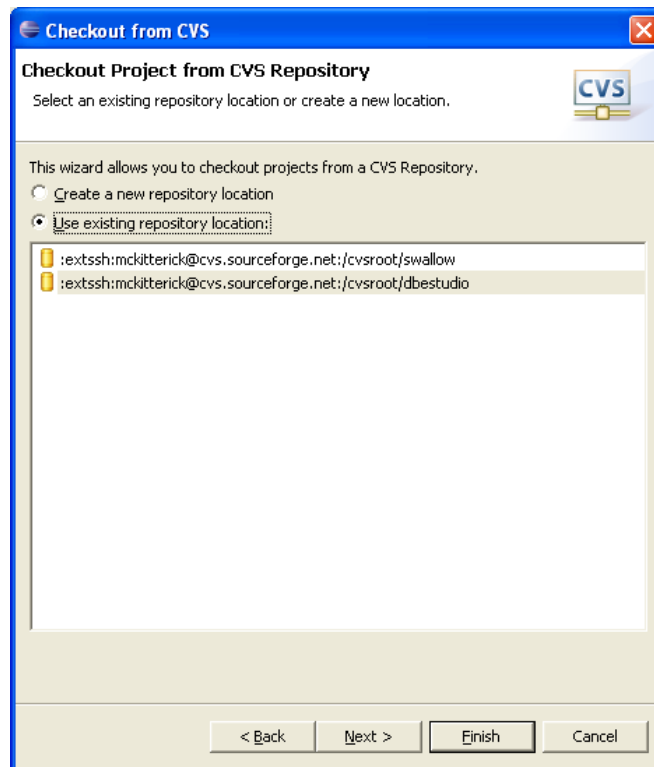 Checkout from CVS
Checkout Project from CVS Repository
Select an existing repository location or create a new location.
CVS
This wizard allows you to checkout projects from a CVS Repository.
Create a new repository location
Use existing repository location:
:extssh:mckitterick@cvs.sourceforge.net:/cvsroot/swallow
:extssh:mckitterick@cvs.sourceforge.net:/cvsroot/dbestudio
< Back Next > Finish Cancel